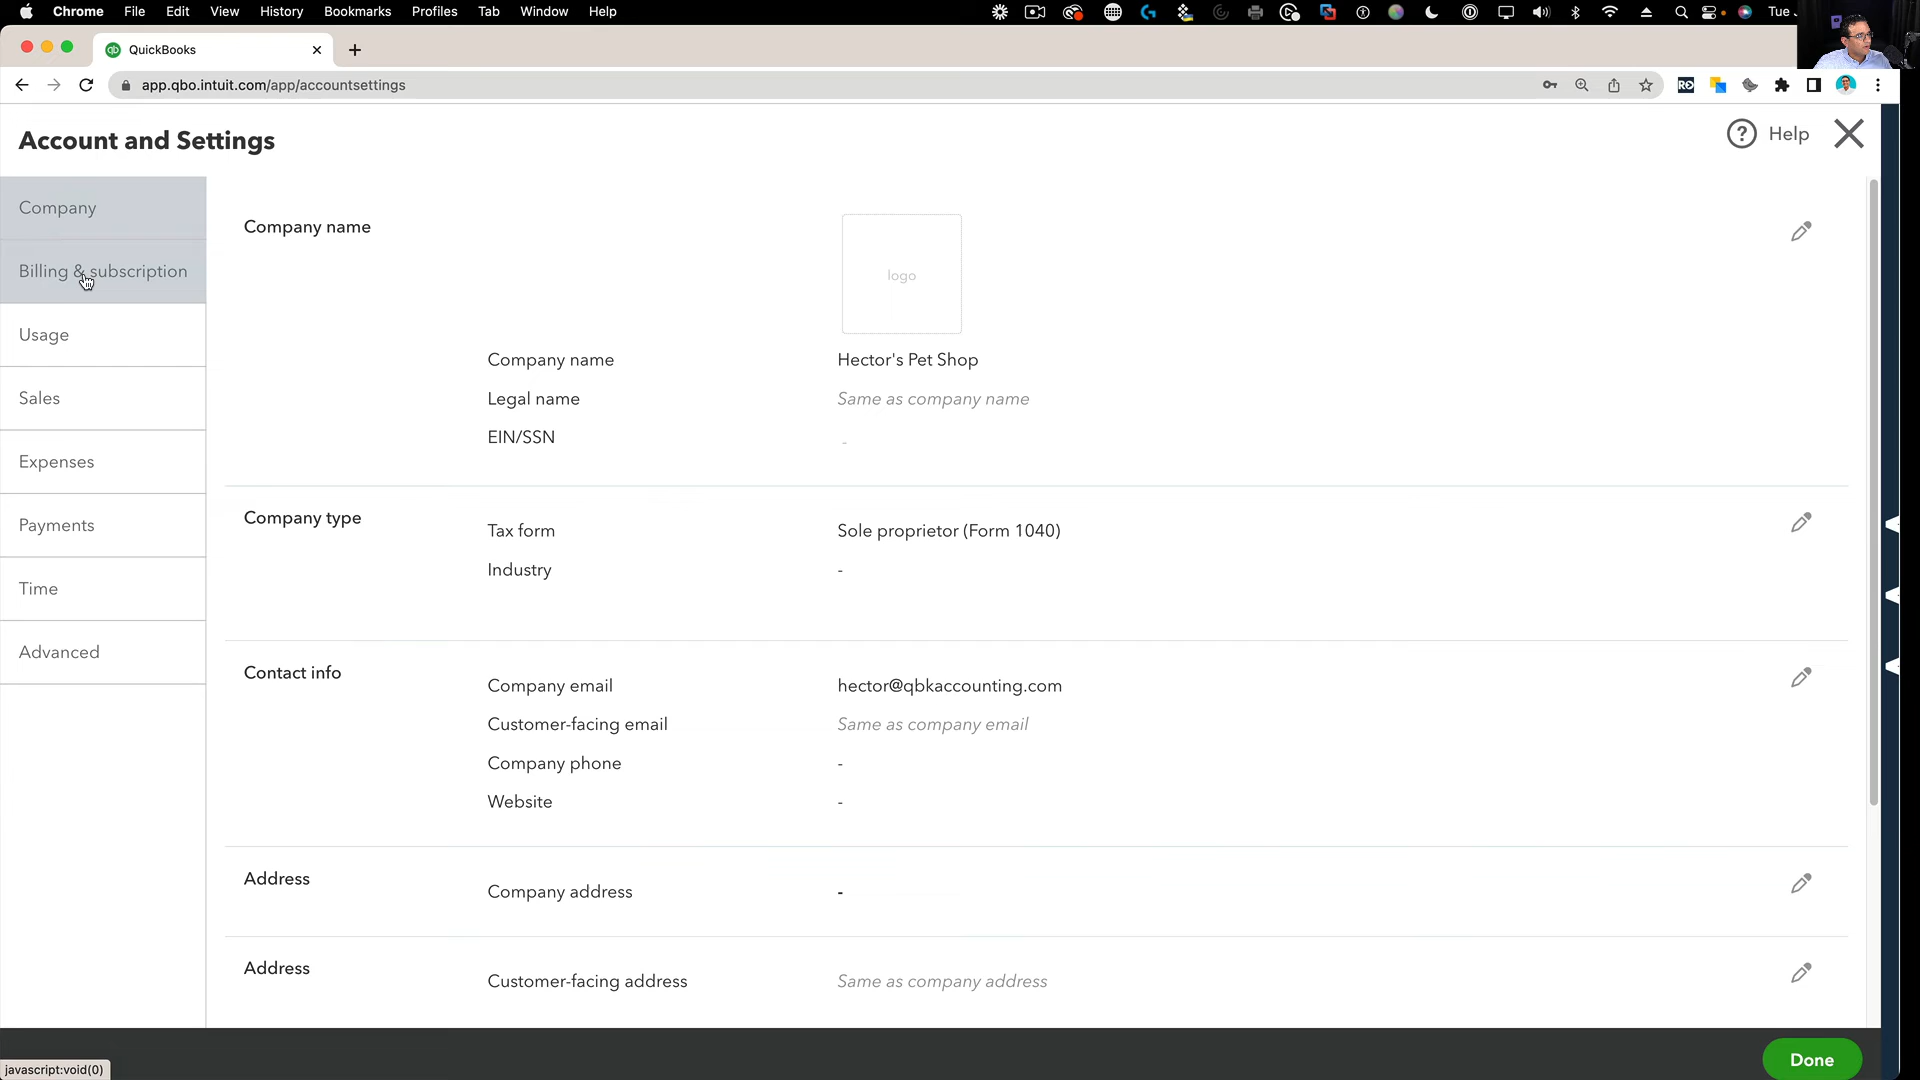 Chrome File Edit View History Bookmarks Profiles Tab Window Help Tue
QuickBooks
app.qbo.intuit.com/app/accountsettings
Account and Settings
Help
Company
Billing & subscription
Usage
Sales
Expenses
Payments
Time
Advanced
Company name
logo
Company name Hector's Pet Shop
Legal name Same as company name
EIN/SSN -
Company type
Tax form Sole proprietor (Form 1040)
Industry -
Contact info
Company email hector@qbkaccounting.com
Customer-facing email Same as company email
Company phone -
Website -
Address
Company address -
Address
Customer-facing address Same as company address
javascript:void(0)
Done